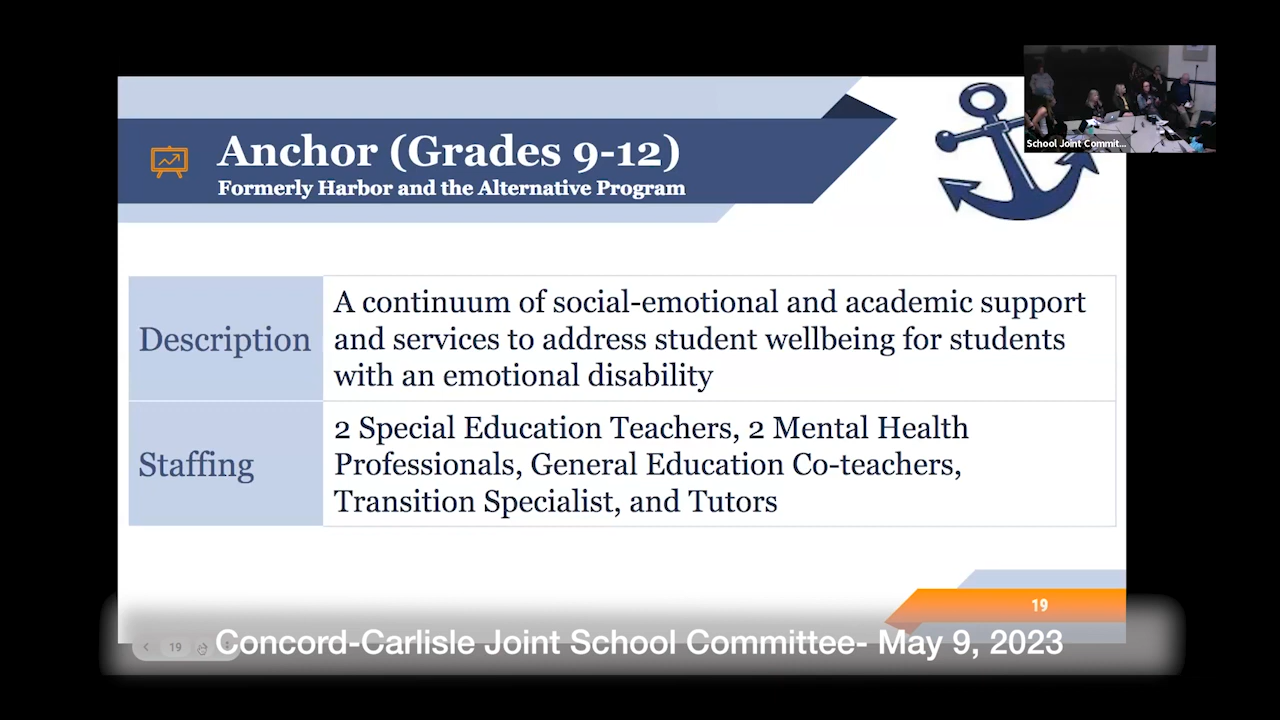 School Joint Commit...
Anchor (Grades 9-12)
Formerly Harbor and the Alternative Program
Description
A continuum of social-emotional and academic support
and services to address student wellbeing for students
with an emotional disability
Staffing
2 Special Education Teachers, 2 Mental Health
Professionals, General Education Co-teachers,
Transition Specialist, and Tutors
19
19
Concord-Carlisle Joint School Committee- May 9, 2023